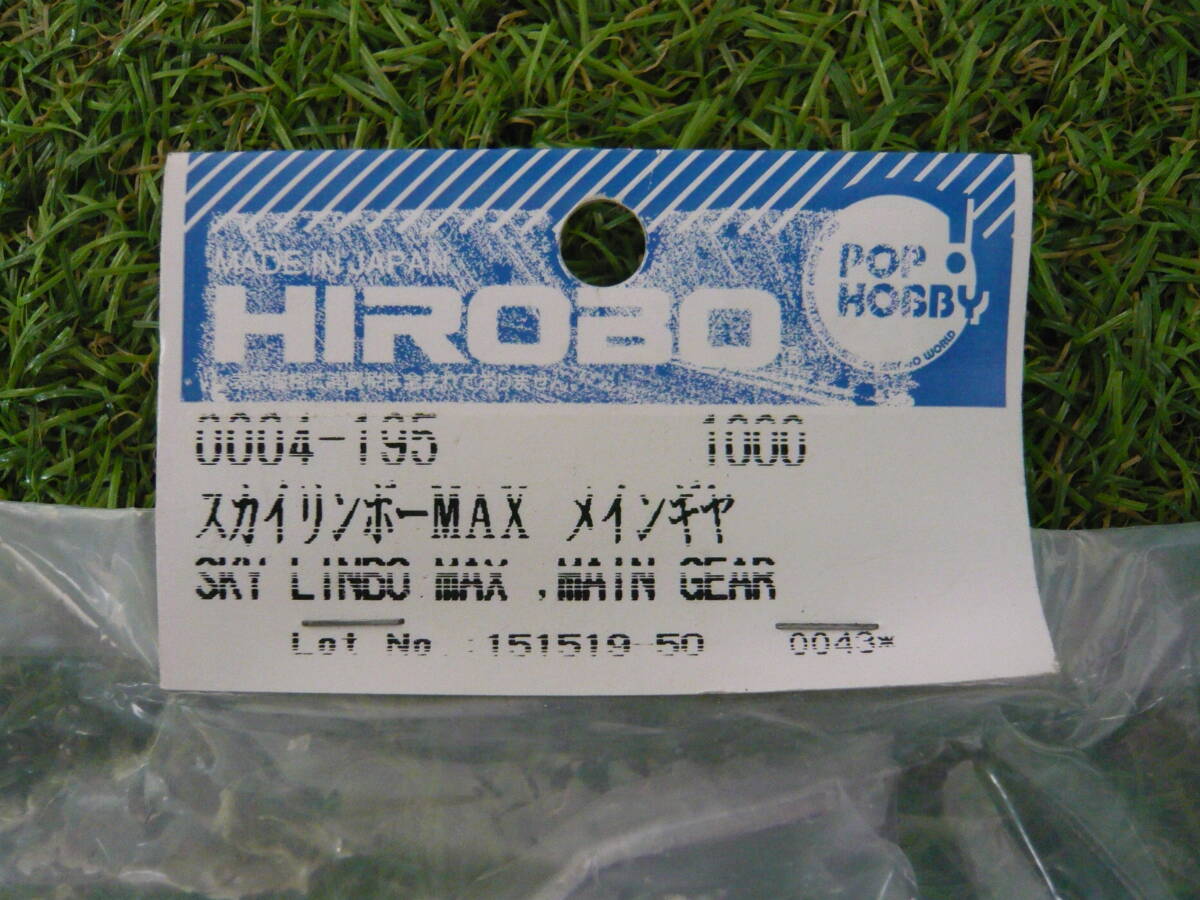 MADE IN JAPAN
HIROBO®
POP
HOBBY
0004-195 1000
スカイリンボーMAX メインギヤ
SKY LINBO MAX ,MAIN GEAR
Lot No.:151519-50 0043*